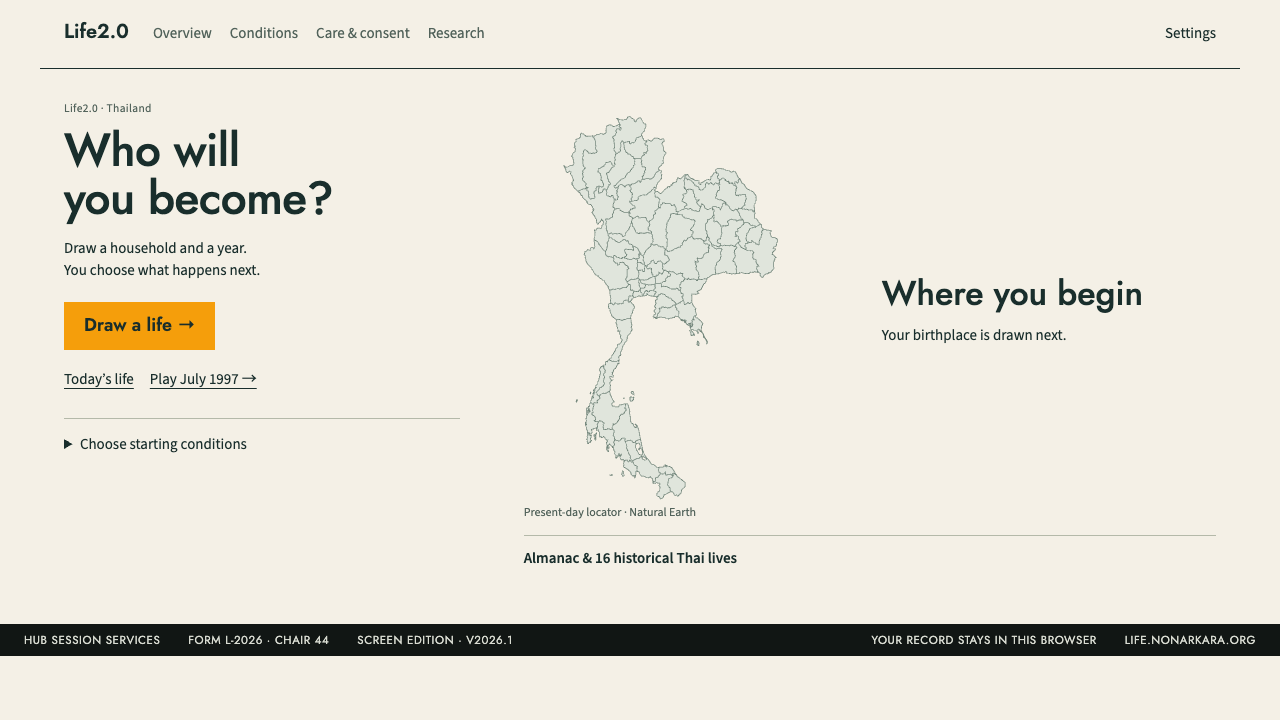 Life2.0
Overview
Conditions
Care & consent
Research
Settings
Life2.0 · Thailand
Who will
you become?
Draw a household and a year.
You choose what happens next.
Draw a life →
Today’s life
Play July 1997 →
▶ Choose starting conditions
Where you begin
Your birthplace is drawn next.
Present-day locator · Natural Earth
Almanac & 16 historical Thai lives
HUB SESSION SERVICES
FORM L-2026 · CHAIR 44
SCREEN EDITION · V2026.1
YOUR RECORD STAYS IN THIS BROWSER
LIFE.NONARKARA.ORG